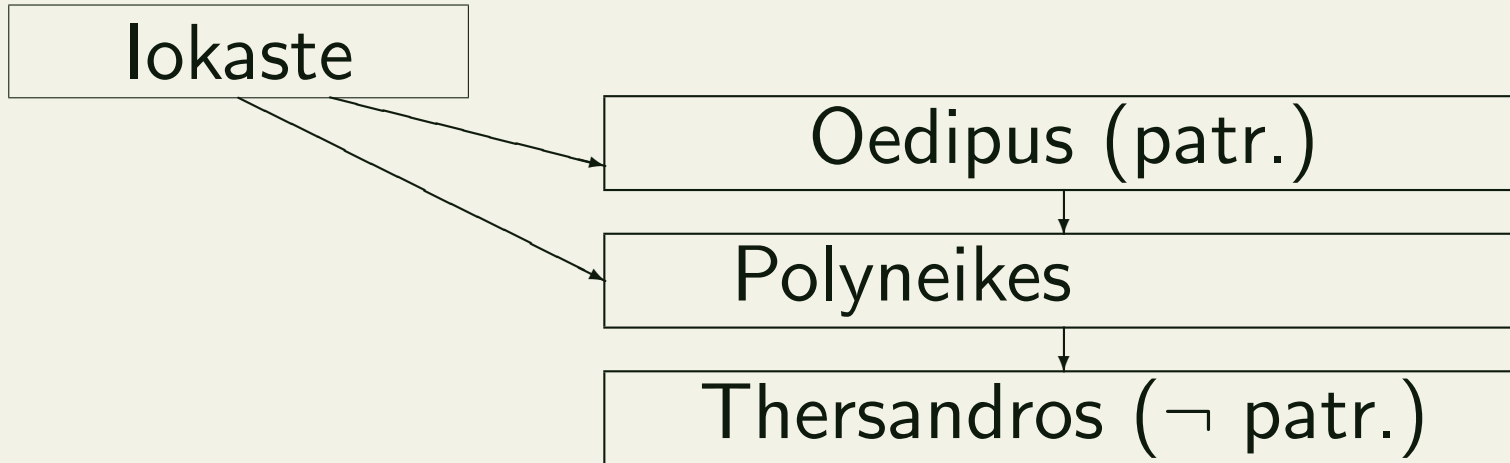 Iokaste
Oedipus (patr.)
Polyneikes
Thersandros (¬ patr.)